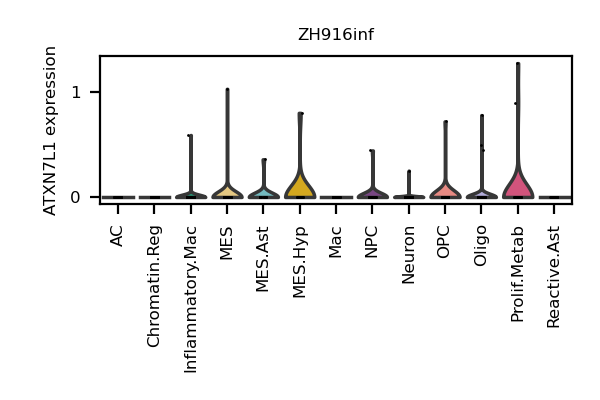 ZH916inf
ATXN7L1 expression
1
0
AC
Chromatin.Reg
Inflammatory.Mac
MES
MES.Ast
MES.Hyp
Mac
NPC
Neuron
OPC
Oligo
Prolif.Metab
Reactive.Ast